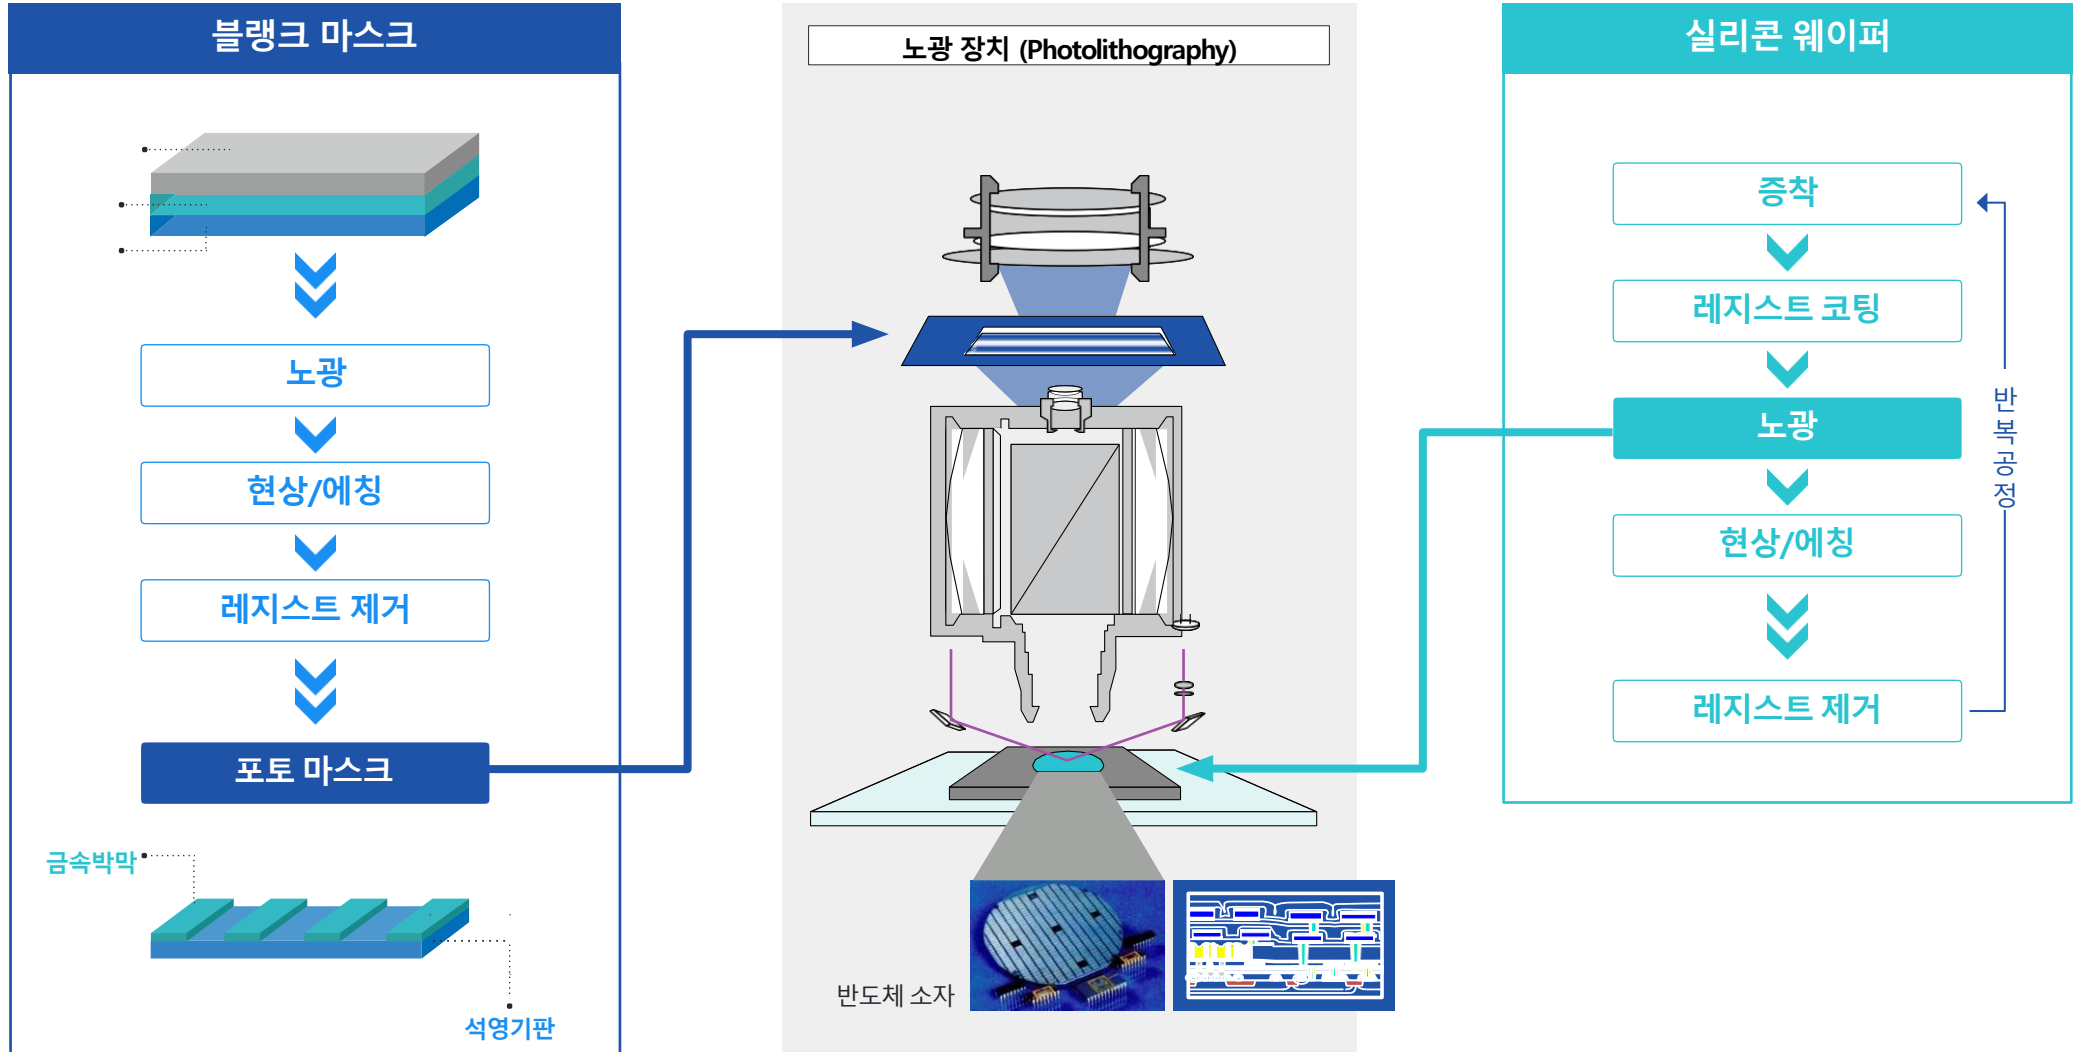 블랭크 마스크
노광
현상/에칭
레지스트 제거
포토 마스크
금속박막
석영기판
노광 장치 (Photolithography)
반도체 소자
실리콘 웨이퍼
증착
레지스트 코팅
노광
현상/에칭
레지스트 제거
반
복
공
정